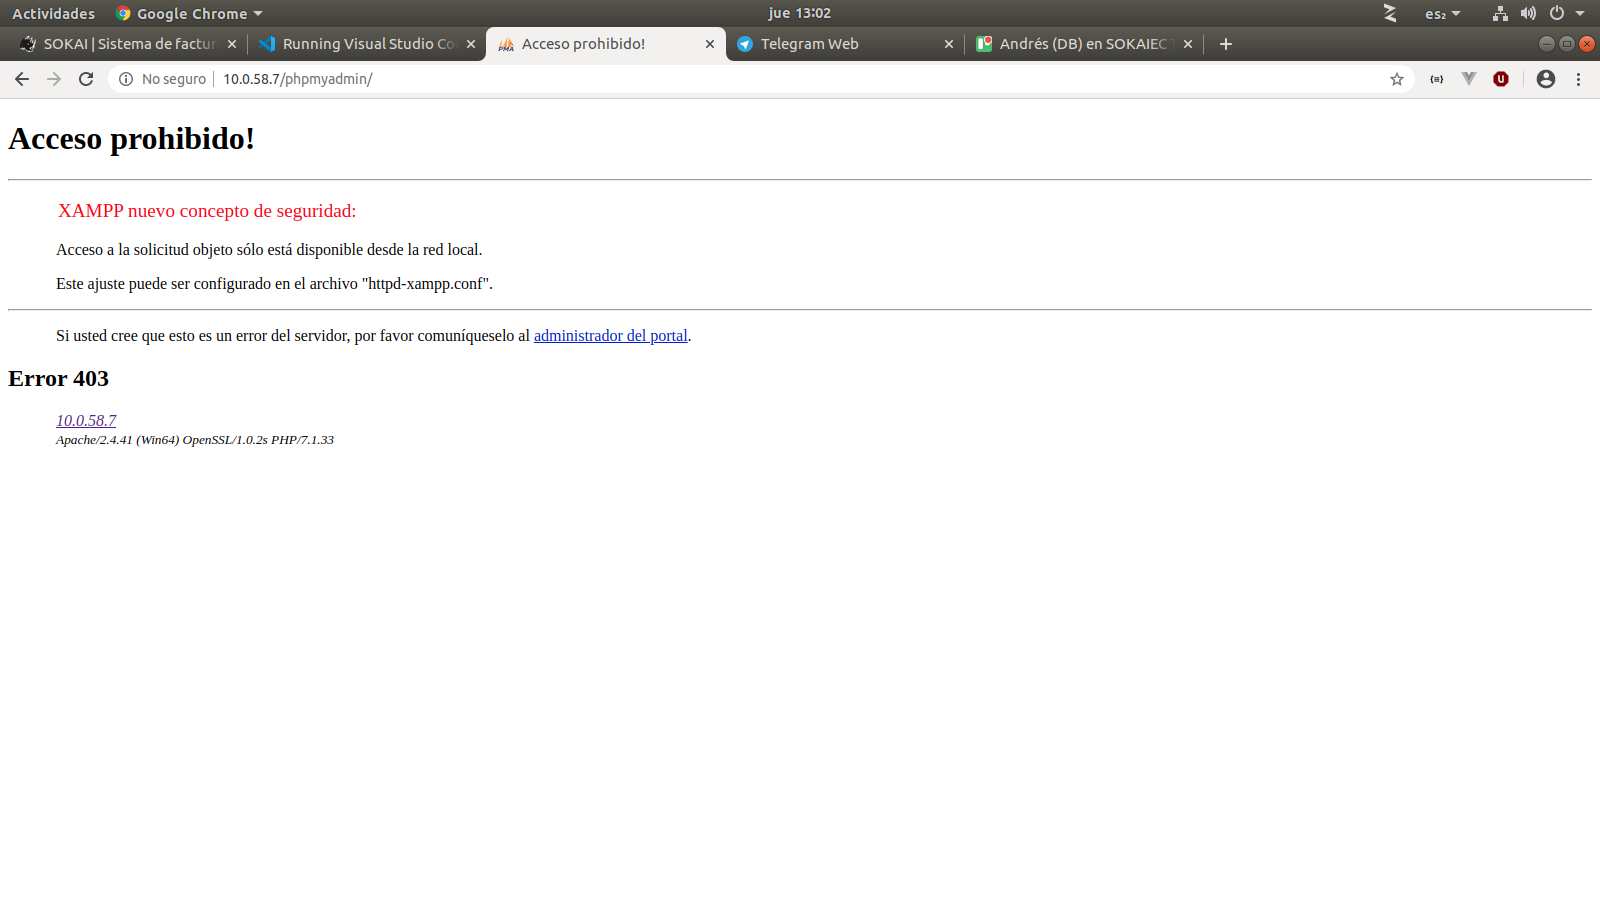 Actividades Google Chrome jue 13:02 es₂
SOKAI | Sistema de factur Running Visual Studio Co Acceso prohibido! Telegram Web Andrés (DB) en SOKAIEC
No seguro 10.0.58.7/phpmyadmin/
Acceso prohibido!
XAMPP nuevo concepto de seguridad:
Acceso a la solicitud objeto sólo está disponible desde la red local.
Este ajuste puede ser configurado en el archivo "httpd-xampp.conf".
Si usted cree que esto es un error del servidor, por favor comuníqueselo al administrador del portal.
Error 403
10.0.58.7
Apache/2.4.41 (Win64) OpenSSL/1.0.2s PHP/7.1.33